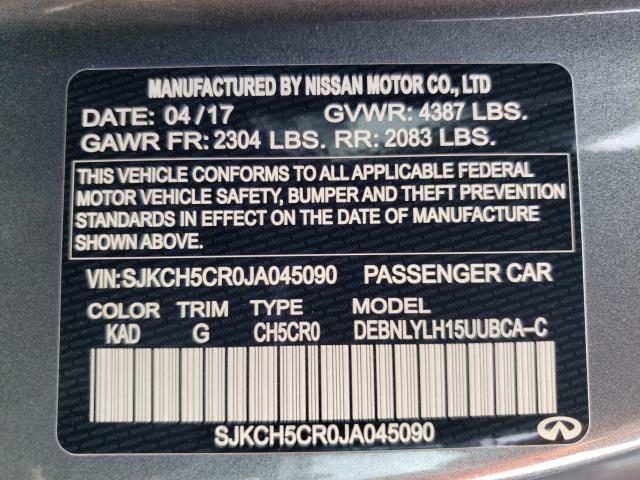 MANUFACTURED BY NISSAN MOTOR CO., LTD
DATE: 04/17 GVWR: 4387 LBS.
GAWR FR: 2304 LBS. RR: 2083 LBS.
THIS VEHICLE CONFORMS TO ALL APPLICABLE FEDERAL
MOTOR VEHICLE SAFETY, BUMPER AND THEFT PREVENTION
STANDARDS IN EFFECT ON THE DATE OF MANUFACTURE
SHOWN ABOVE.
VIN:SJKCH5CR0JA045090 PASSENGER CAR
COLOR TRIM TYPE MODEL
KAD G CH5CR0 DEBNLYLH15UUBCA-C
SJKCH5CR0JA045090